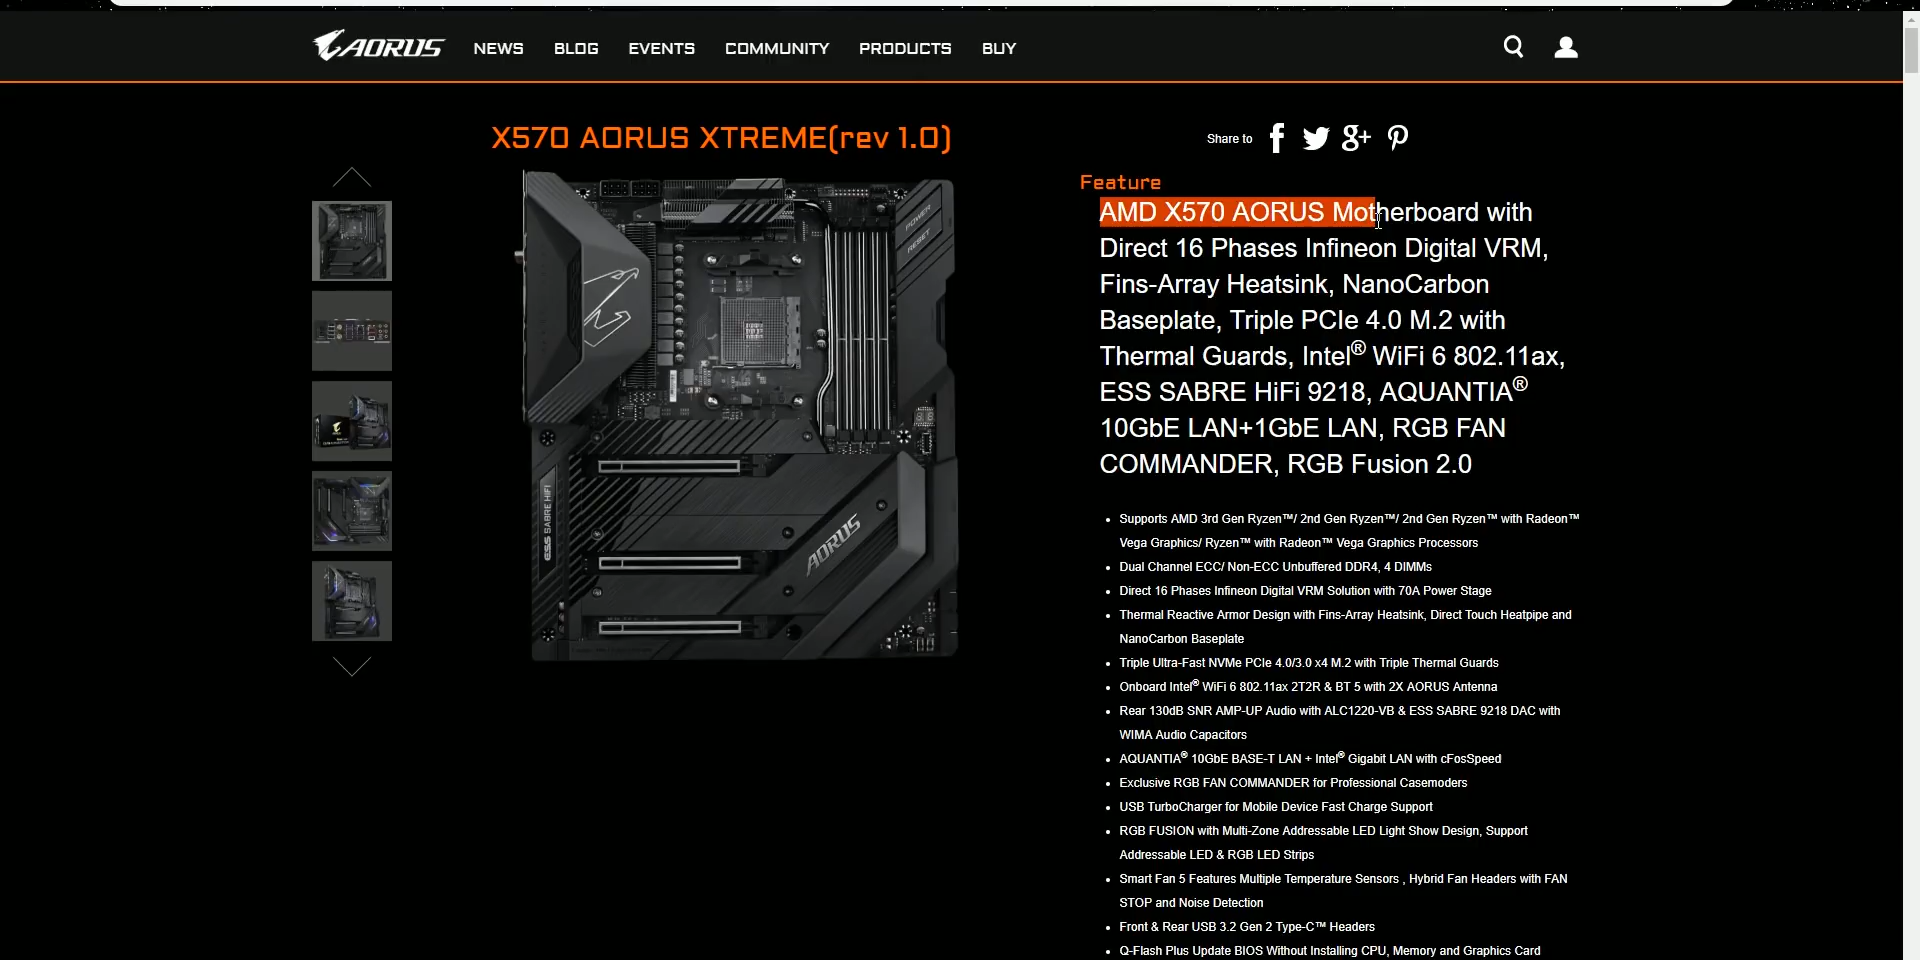 AORUS NEWS BLOG EVENTS COMMUNITY PRODUCTS BUY
X570 AORUS XTREME(rev 1.0)
Share to
POWER
RESET
ESS SABRE HIFI
AORUS
Feature
AMD X570 AORUS Motherboard with
Direct 16 Phases Infineon Digital VRM,
Fins-Array Heatsink, NanoCarbon
Baseplate, Triple PCIe 4.0 M.2 with
Thermal Guards, Intel® WiFi 6 802.11ax,
ESS SABRE HiFi 9218, AQUANTIA®
10GbE LAN+1GbE LAN, RGB FAN
COMMANDER, RGB Fusion 2.0
• Supports AMD 3rd Gen Ryzen™/ 2nd Gen Ryzen™/ 2nd Gen Ryzen™ with Radeon™
Vega Graphics/ Ryzen™ with Radeon™ Vega Graphics Processors
• Dual Channel ECC/ Non-ECC Unbuffered DDR4, 4 DIMMs
• Direct 16 Phases Infineon Digital VRM Solution with 70A Power Stage
• Thermal Reactive Armor Design with Fins-Array Heatsink, Direct Touch Heatpipe and
NanoCarbon Baseplate
• Triple Ultra-Fast NVMe PCIe 4.0/3.0 x4 M.2 with Triple Thermal Guards
• Onboard Intel® WiFi 6 802.11ax 2T2R & BT 5 with 2X AORUS Antenna
• Rear 130dB SNR AMP-UP Audio with ALC1220-VB & ESS SABRE 9218 DAC with
WIMA Audio Capacitors
• AQUANTIA® 10GbE BASE-T LAN + Intel® Gigabit LAN with cFosSpeed
• Exclusive RGB FAN COMMANDER for Professional Casemoders
• USB TurboCharger for Mobile Device Fast Charge Support
• RGB FUSION with Multi-Zone Addressable LED Light Show Design, Support
Addressable LED & RGB LED Strips
• Smart Fan 5 Features Multiple Temperature Sensors , Hybrid Fan Headers with FAN
STOP and Noise Detection
• Front & Rear USB 3.2 Gen 2 Type-C™ Headers
• Q-Flash Plus Update BIOS Without Installing CPU, Memory and Graphics Card